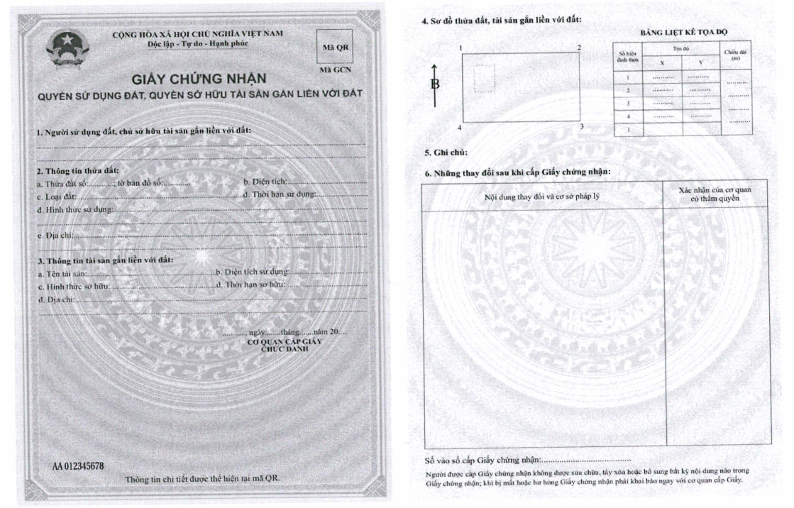 CỘNG HÒA XÃ HỘI CHỦ NGHĨA VIỆT NAM
Độc lập - Tự do - Hạnh phúc
Mã QR
Mã GCN
GIẤY CHỨNG NHẬN
QUYỀN SỬ DỤNG ĐẤT, QUYỀN SỞ HỮU TÀI SẢN GẮN LIỀN VỚI ĐẤT
1. Người sử dụng đất, chủ sở hữu tài sản gắn liền với đất:
2. Thông tin thửa đất:
a. Thửa đất số:..........; tờ bản đồ số:..........
b. Diện tích:..........
c. Loại đất:..........
d. Thời hạn sử dụng:..........
đ. Hình thức sử dụng:..........
e. Địa chỉ:..........
3. Thông tin tài sản gắn liền với đất:
a. Tên tài sản:..........
b. Diện tích sử dụng:..........
c. Hình thức sở hữu:..........
d. Thời hạn sở hữu:..........
đ. Địa chỉ:..........
........, ngày........tháng........năm 20....
CƠ QUAN CẤP GIẤY
CHỨC DANH
AA 012345678
Thông tin chi tiết được thể hiện tại mã QR.
4. Sơ đồ thửa đất, tài sản gắn liền với đất:
B
1
2
3
4
BẢNG LIỆT KÊ TỌA ĐỘ
Số hiệu đỉnh thửa
Tọa độ
Chiều dài (m)
X Y
1
2
3
4
1
5. Ghi chú:
6. Những thay đổi sau khi cấp Giấy chứng nhận:
Nội dung thay đổi và cơ sở pháp lý
Xác nhận của cơ quan
có thẩm quyền
Số vào sổ cấp Giấy chứng nhận:..........
Người được cấp Giấy chứng nhận không được sửa chữa, tẩy xóa hoặc bổ sung bất kỳ nội dung nào trong
Giấy chứng nhận; khi bị mất hoặc hư hỏng Giấy chứng nhận phải khai báo ngay với cơ quan cấp Giấy.